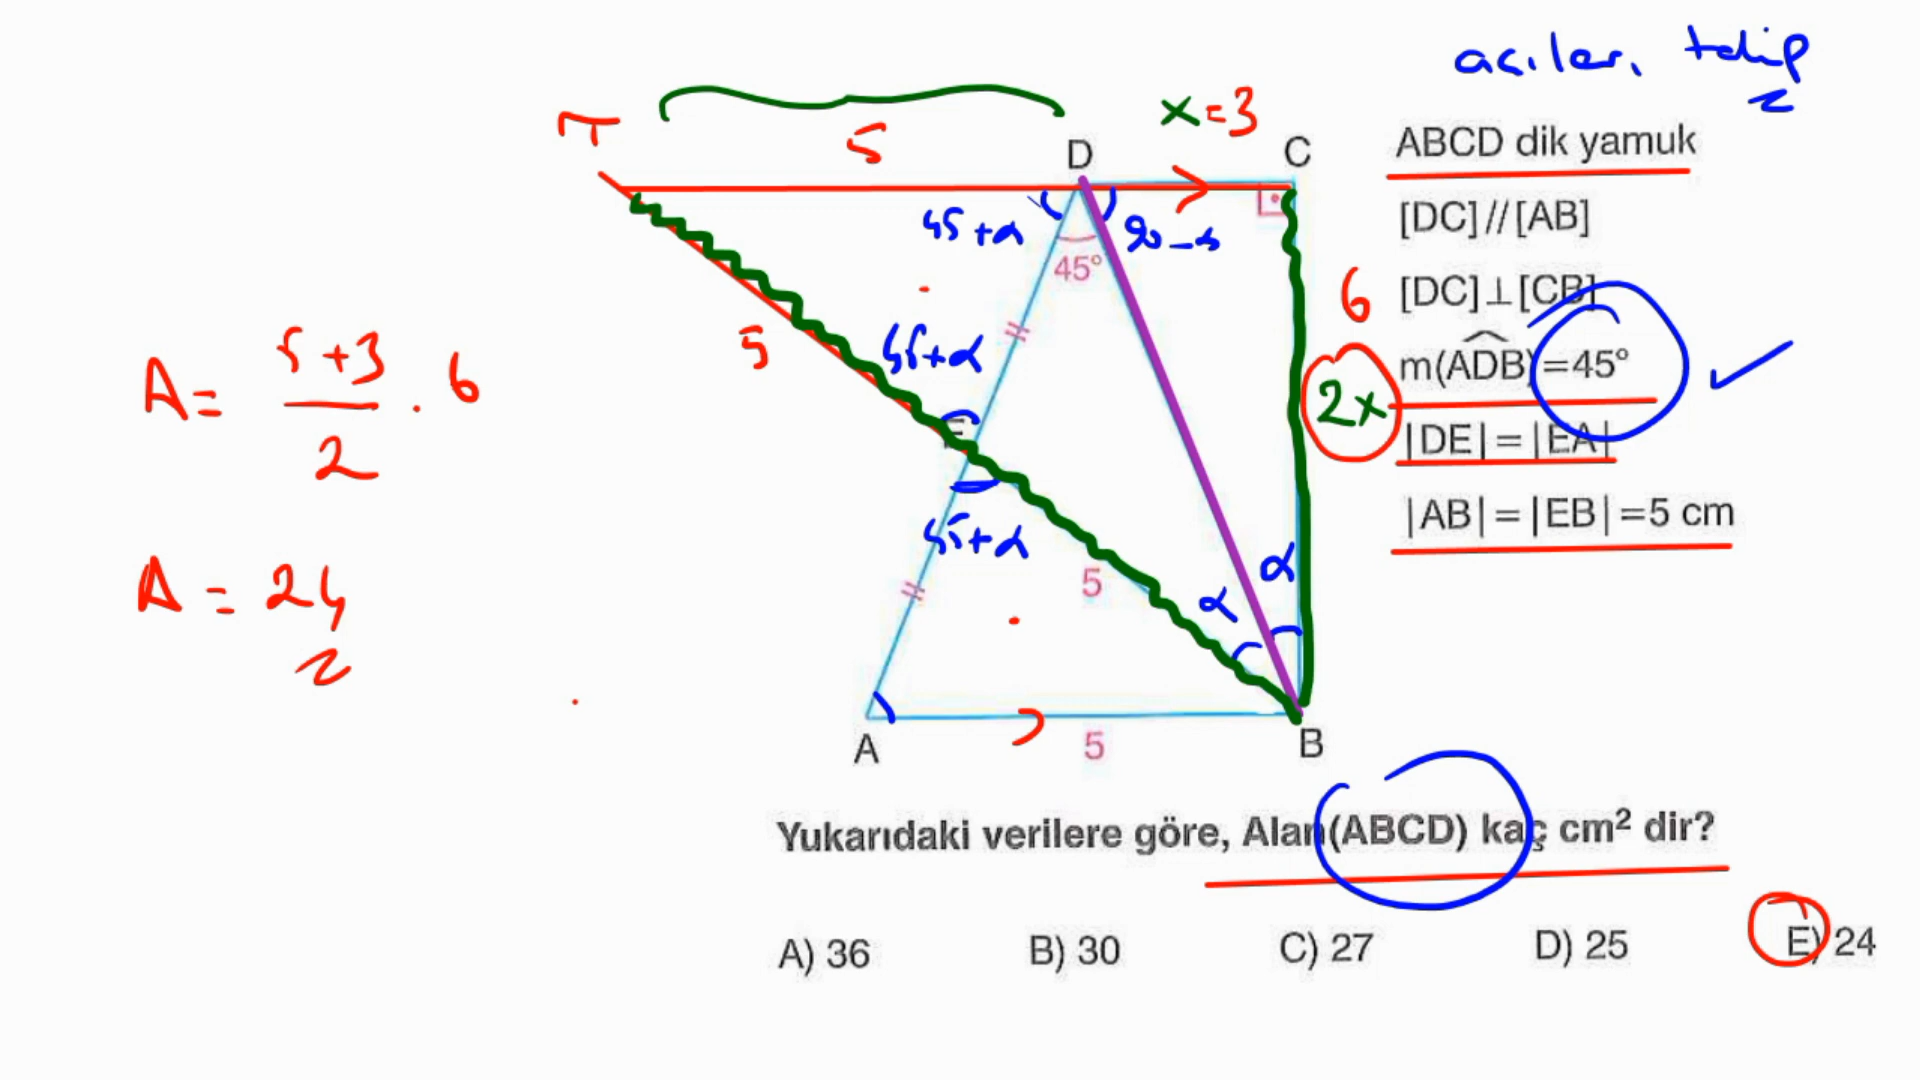 açıları takip
T
5
x=3
D
C
ABCD dik yamuk
[DC]//[AB]
[DC]⊥[CB]
m(ADB)=45°
|DE|=|EA|
|AB|=|EB|=5 cm
45+α
45°
90-α
6
2x
5
45+α
E
45+α
5
α
α
A
5
B
A= 5+3/2 . 6
A = 24
Yukarıdaki verilere göre, Alan(ABCD) kaç cm² dir?
A) 36 B) 30 C) 27 D) 25 E) 24